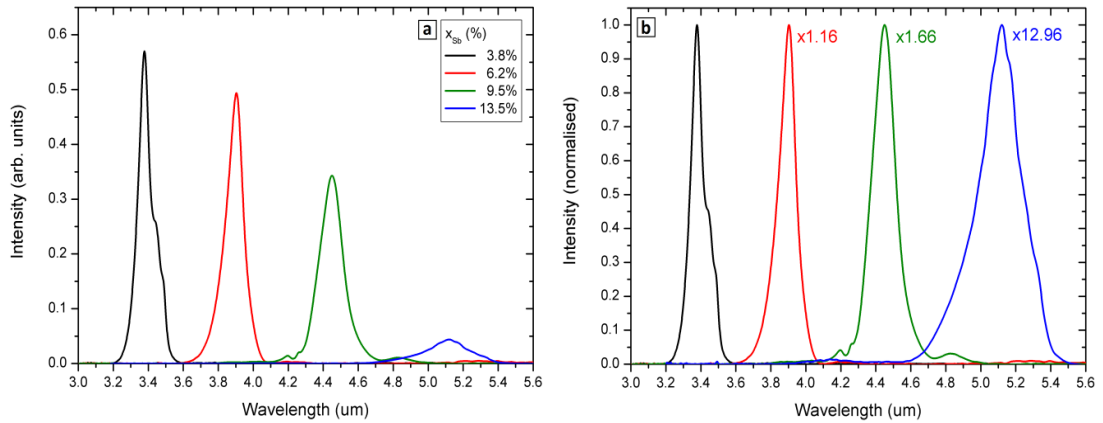 a
x_Sb (%)
3.8%
6.2%
9.5%
13.5%
0.6
0.5
0.4
0.3
0.2
0.1
0.0
Intensity (arb. units)
3.0 3.2 3.4 3.6 3.8 4.0 4.2 4.4 4.6 4.8 5.0 5.2 5.4 5.6
Wavelength (um)
b
x1.16 x1.66 x12.96
1.0
0.9
0.8
0.7
0.6
0.5
0.4
0.3
0.2
0.1
0.0
Intensity (normalised)
3.0 3.2 3.4 3.6 3.8 4.0 4.2 4.4 4.6 4.8 5.0 5.2 5.4 5.6
Wavelength (um)